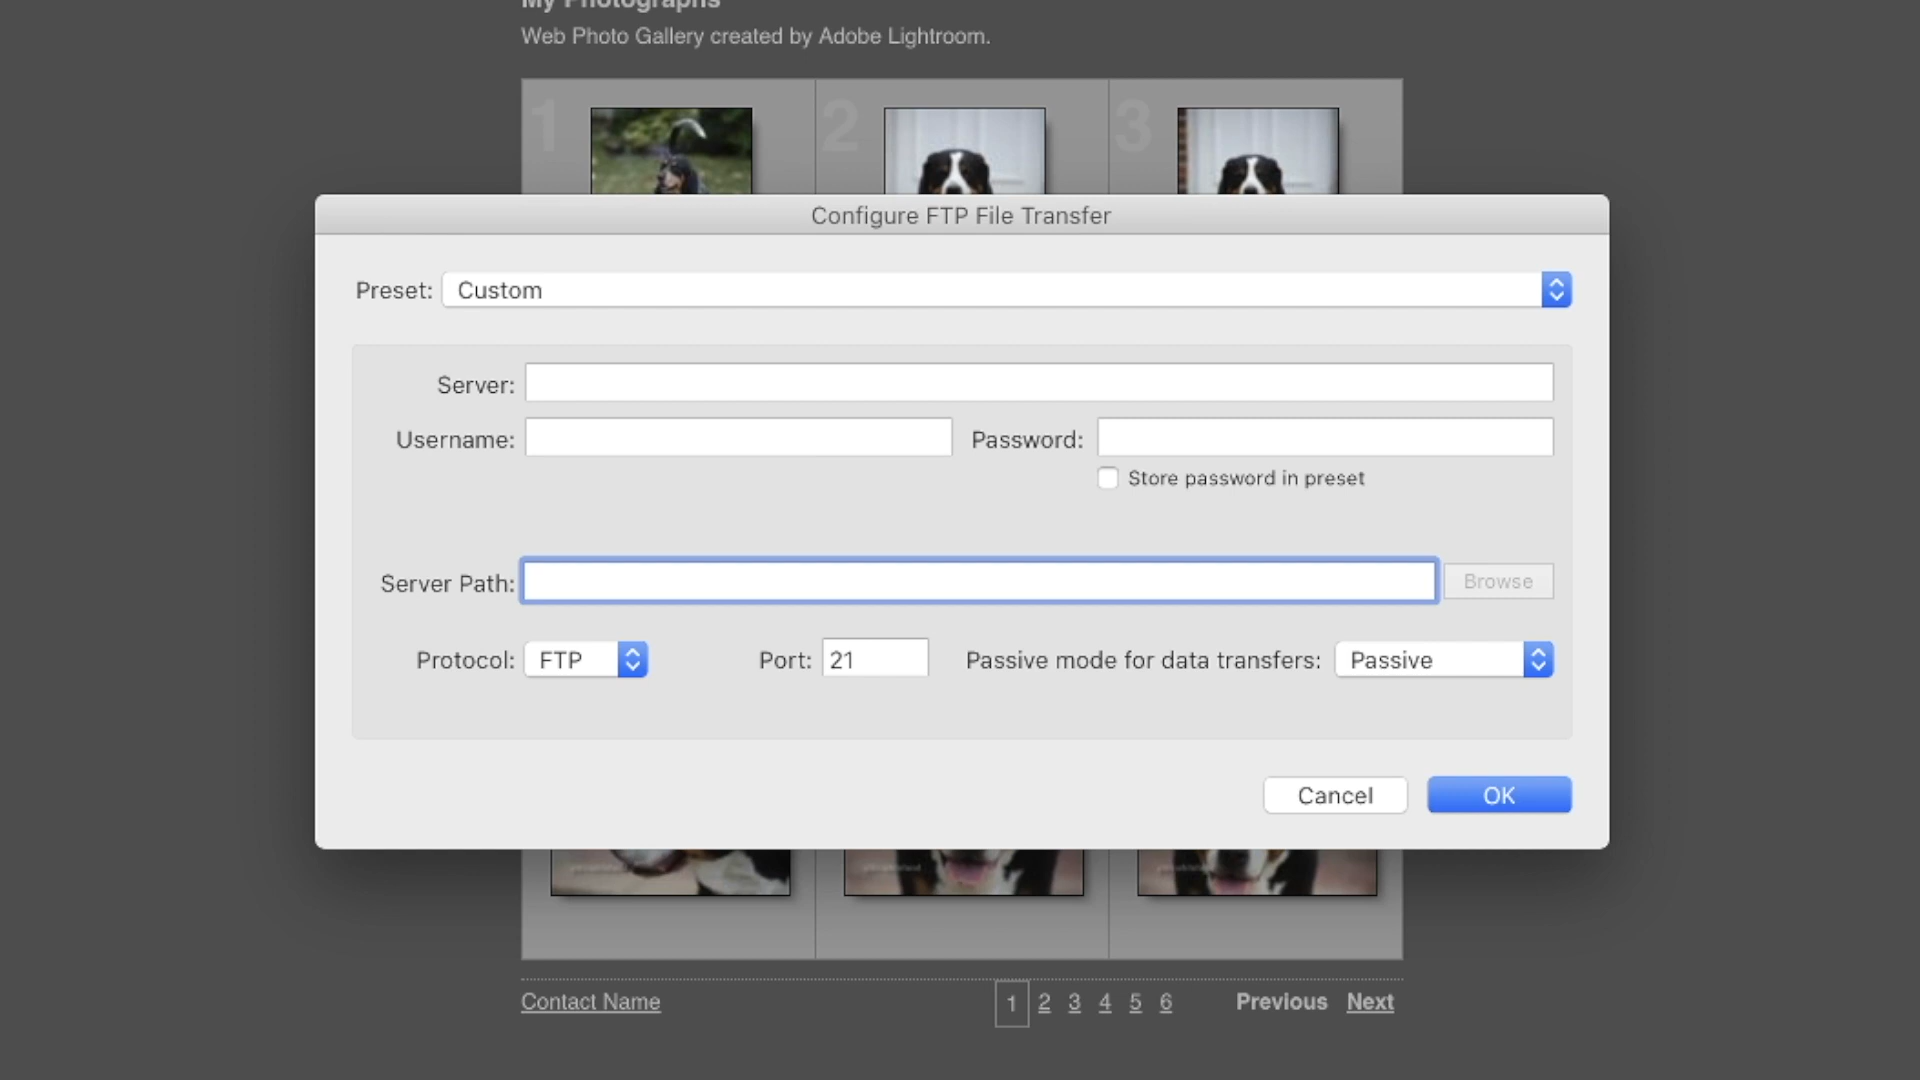 My Photographs
Web Photo Gallery created by Adobe Lightroom.
1 2 3
Configure FTP File Transfer
Preset: Custom
Server:
Username: Password:
Store password in preset
Server Path: Browse
Protocol: FTP Port: 21 Passive mode for data transfers: Passive
Cancel OK
Contact Name 1 2 3 4 5 6 Previous Next